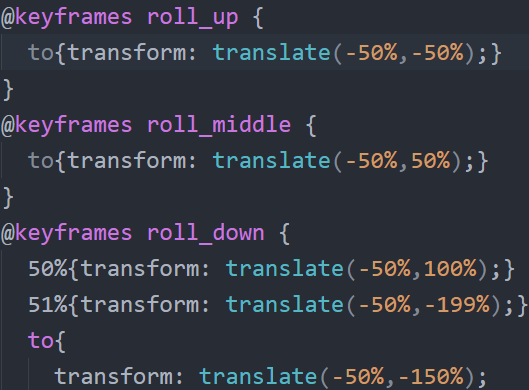 @keyframes roll_up {
to{transform: translate(-50%,-50%);}
}
@keyframes roll_middle {
to{transform: translate(-50%,50%);}
}
@keyframes roll_down {
50%{transform: translate(-50%,100%);}
51%{transform: translate(-50%,-199%);}
to{
transform: translate(-50%,-150%);